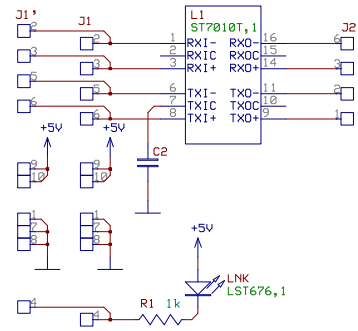 J1' J1 L1 J2
ST7010T,1
2 2 1 RXI- RXO- 16 6
2 RXIC RXOC 15
3 3 3 RXI+ RXO+ 14 3
5 5 6 TXI- TXO- 11 2
7 TXIC TXOC 10
6 6 8 TXI+ TXO+ 9 1
+5V +5V
C2
9 9
10 10
1 1
7 7
8 8
+5V
LNK
LST676,1
4 4 R1 1k